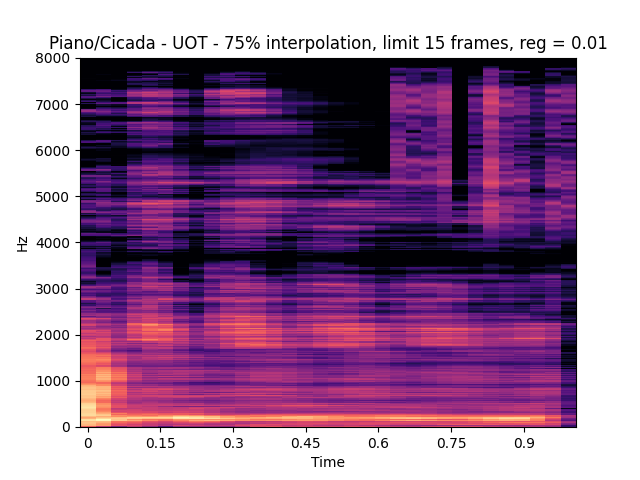 Piano/Cicada - UOT - 75% interpolation, limit 15 frames, reg = 0.01
8000
7000
6000
5000
4000
3000
2000
1000
0
Hz
0 0.15 0.3 0.45 0.6 0.75 0.9
Time